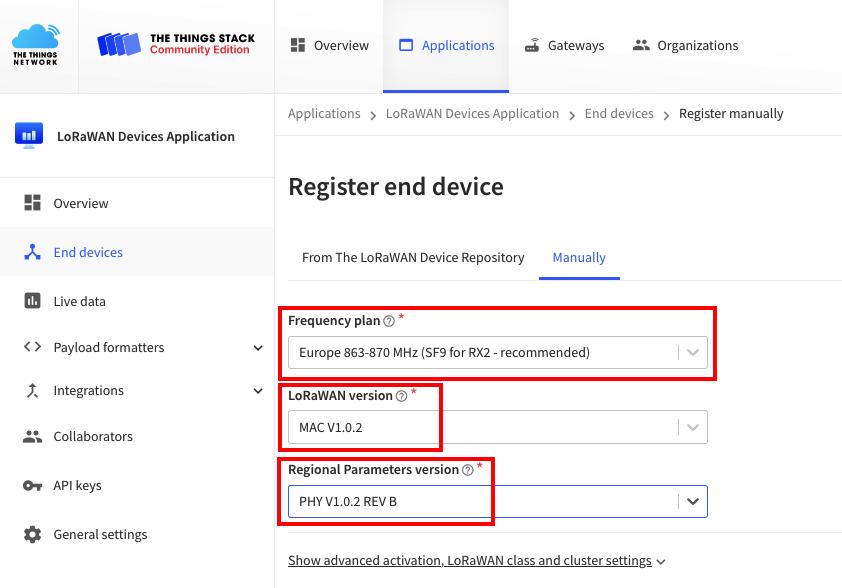 THE THINGS
NETWORK
THE THINGS STACK
Community Edition
Overview
Applications
Gateways
Organizations
LoRaWAN Devices Application
Overview
End devices
Live data
Payload formatters
Integrations
Collaborators
API keys
General settings
Applications > LoRaWAN Devices Application > End devices > Register manually
Register end device
From The LoRaWAN Device Repository
Manually
Frequency plan ? *
Europe 863-870 MHz (SF9 for RX2 - recommended)
LoRaWAN version ? *
MAC V1.0.2
Regional Parameters version ? *
PHY V1.0.2 REV B
Show advanced activation, LoRaWAN class and cluster settings